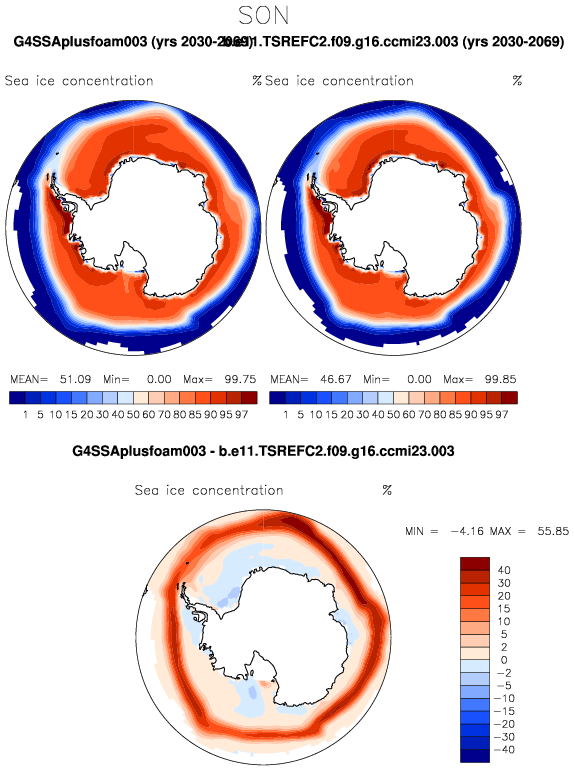 SON
G4SSAplusfoam003 (yrs 2030-2069) b.e11.TSREFC2.f09.g16.ccmi23.003 (yrs 2030-2069)
Sea ice concentration % Sea ice concentration %
MEAN= 51.09 Min= 0.00 Max= 99.75 MEAN= 46.67 Min= 0.00 Max= 99.85
1 5 10 15 20 30 40 50 60 70 80 85 90 95 97 1 5 10 15 20 30 40 50 60 70 80 85 90 95 97
G4SSAplusfoam003 - b.e11.TSREFC2.f09.g16.ccmi23.003
Sea ice concentration %
MIN = -4.16 MAX = 55.85
40
30
20
15
10
5
2
0
-2
-5
-10
-15
-20
-30
-40